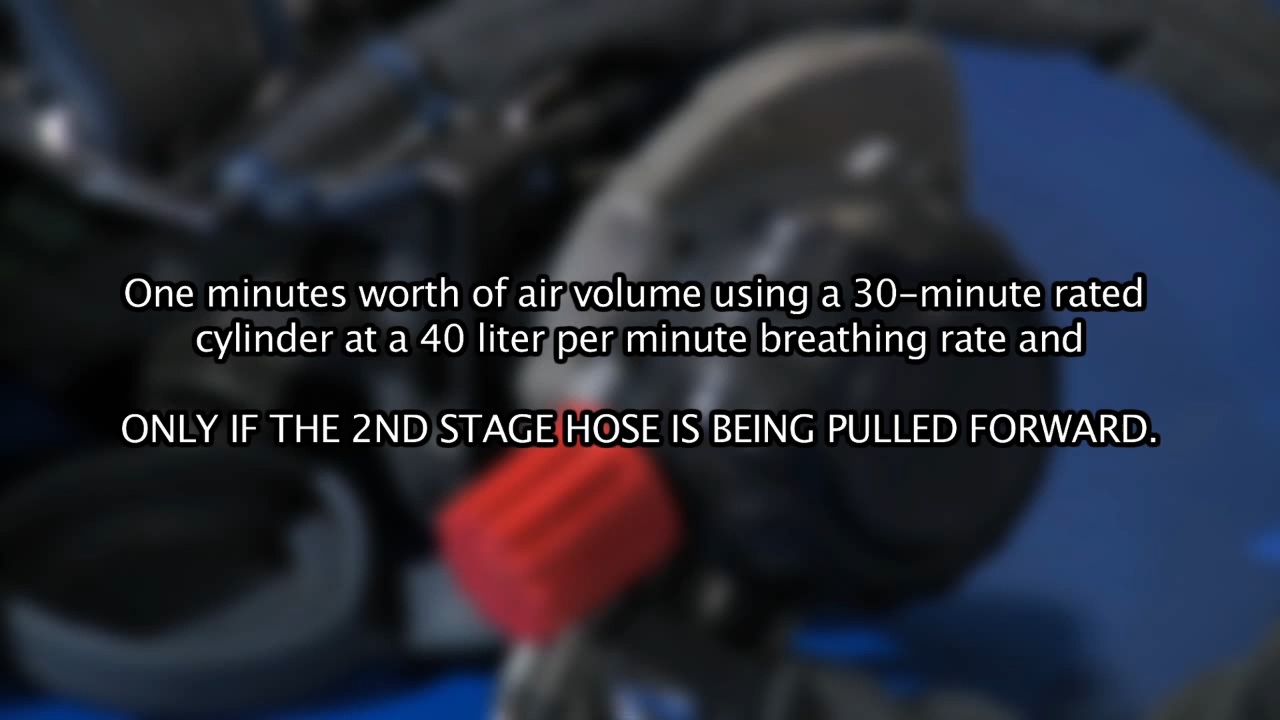 One minutes worth of air volume using a 30-minute rated
cylinder at a 40 liter per minute breathing rate and
ONLY IF THE 2ND STAGE HOSE IS BEING PULLED FORWARD.